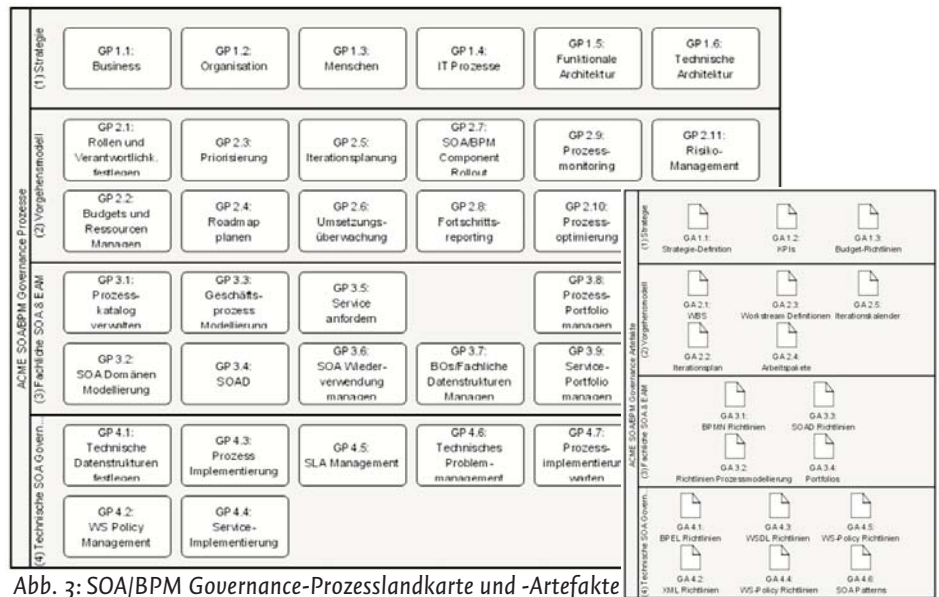 ACME SOA/BPM Governance Prozesse
(1) Strategie
GP 1.1:
Business
GP 1.2:
Organisation
GP 1.3:
Menschen
GP 1.4:
IT Prozesse
GP 1.5:
Funktionale
Architektur
GP 1.6:
Technische
Architektur
(2) Vorgehensmodell
GP 2.1:
Rollen und
Verantwortlichk.
festlegen
GP 2.3:
Priorisierung
GP 2.5:
Iterationsplanung
GP 2.7:
SOA/BPM
Component
Rollout
GP 2.9:
Prozess-
monitoring
GP 2.11:
Risiko-
Management
GP 2.2:
Budgets und
Ressourcen
Managen
GP 2.4:
Roadmap
planen
GP 2.6:
Umsetzungs-
überwachung
GP 2.8:
Fortschritts-
reporting
GP 2.10:
Prozess-
optimierung
(3) Fachliche SOA & EAM
GP 3.1:
Prozess-
katalog
verwalten
GP 3.3:
Geschäfts-
prozess
Modellierung
GP 3.5:
Service
anfordern
GP 3.8:
Prozess-
Portfolio
managen
GP 3.2:
SOA Domänen
Modellierung
GP 3.4:
SOAD
GP 3.6:
SOA Wieder-
verwendung
managen
GP 3.7:
BOs/Fachliche
Datenstrukturen
Managen
GP 3.9:
Service-
Portfolio
managen
(4) Technische SOA Govern...
GP 4.1:
Technische
Datenstrukturen
festlegen
GP 4.3:
Prozess
Implementierung
GP 4.5:
SLA Management
GP 4.6:
Technisches
Problem-
management
GP 4.7:
Prozess-
implementierun
warten
GP 4.2:
WS Policy
Management
GP 4.4:
Service-
Implementierung
ACME SOA/BPM Governance Artefakte
(1) Strategie
GA 1.1:
Strategie-Definition
GA 1.2:
KPIs
GA 1.3:
Budget-Richtlinien
(2) Vorgehensmodell
GA 2.1:
WBS
GA 2.3:
Workstream Definitionen
GA 2.5:
Iterationskalender
GA 2.2:
Iterationsplan
GA 2.4:
Arbeitspakete
(3) Fachliche SOA & EAM
GA 3.1:
BPMN Richtlinien
GA 3.3:
SOAD Richtlinien
GA 3.2:
Richtlinien Prozessmodellierung
GA 3.4:
Portfolios
(4) Technische SOA Govern...
GA 4.1:
BPEL Richtlinien
GA 4.3:
WSDL Richtlinien
GA 4.5:
WS-Policy Richtlinien
GA 4.2:
XML Richtlinien
GA 4.4:
WS-Policy Richtlinien
GA 4.6:
SOA Patterns
Abb. 3: SOA/BPM Governance-Prozesslandkarte und -Artefakte